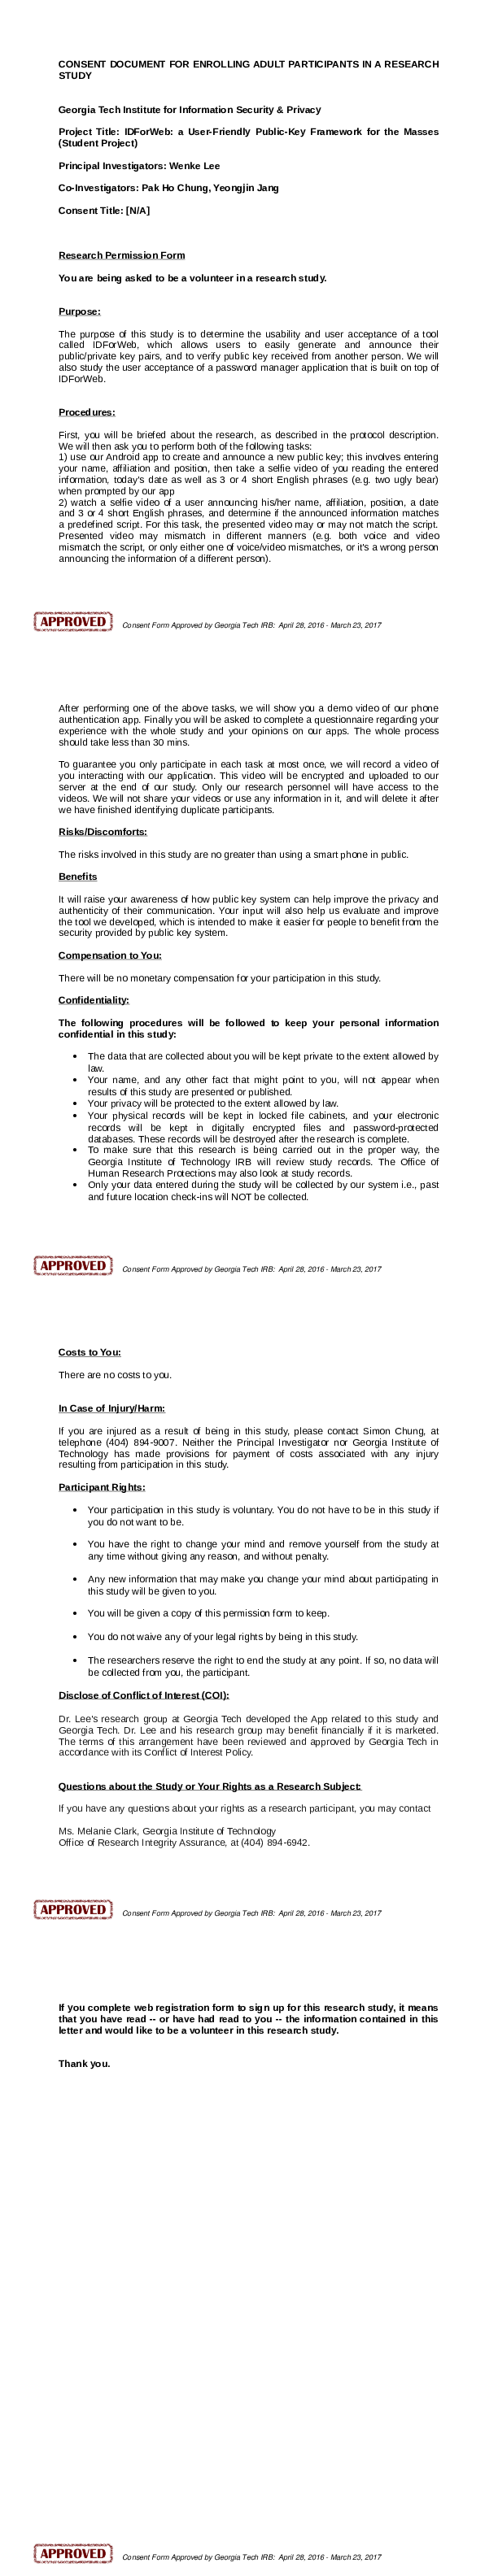 CONSENT DOCUMENT FOR ENROLLING ADULT PARTICIPANTS IN A RESEARCH
STUDY
Georgia Tech Institute for Information Security & Privacy
Project Title: IDForWeb: a User-Friendly Public-Key Framework for the Masses
(Student Project)
Principal Investigators: Wenke Lee
Co-Investigators: Pak Ho Chung, Yeongjin Jang
Consent Title: [N/A]
Research Permission Form
You are being asked to be a volunteer in a research study.
Purpose:
The purpose of this study is to determine the usability and user acceptance of a tool
called IDForWeb, which allows users to easily generate and announce their
public/private key pairs, and to verify public key received from another person. We will
also study the user acceptance of a password manager application that is built on top of
IDForWeb.
Procedures:
First, you will be briefed about the research, as described in the protocol description.
We will then ask you to perform both of the following tasks:
1) use our Android app to create and announce a new public key; this involves entering
your name, affiliation and position, then take a selfie video of you reading the entered
information, today's date as well as 3 or 4 short English phrases (e.g. two ugly bear)
when prompted by our app
2) watch a selfie video of a user announcing his/her name, affiliation, position, a date
and 3 or 4 short English phrases, and determine if the announced information matches
a predefined script. For this task, the presented video may or may not match the script.
Presented video may mismatch in different manners (e.g. both voice and video
mismatch the script, or only either one of voice/video mismatches, or it's a wrong person
announcing the information of a different person).
APPROVED Consent Form Approved by Georgia Tech IRB: April 28, 2016 - March 23, 2017
After performing one of the above tasks, we will show you a demo video of our phone
authentication app. Finally you will be asked to complete a questionnaire regarding your
experience with the whole study and your opinions on our apps. The whole process
should take less than 30 mins.
To guarantee you only participate in each task at most once, we will record a video of
you interacting with our application. This video will be encrypted and uploaded to our
server at the end of our study. Only our research personnel will have access to the
videos. We will not share your videos or use any information in it, and will delete it after
we have finished identifying duplicate participants.
Risks/Discomforts:
The risks involved in this study are no greater than using a smart phone in public.
Benefits
It will raise your awareness of how public key system can help improve the privacy and
authenticity of their communication. Your input will also help us evaluate and improve
the tool we developed, which is intended to make it easier for people to benefit from the
security provided by public key system.
Compensation to You:
There will be no monetary compensation for your participation in this study.
Confidentiality:
The following procedures will be followed to keep your personal information
confidential in this study:
• The data that are collected about you will be kept private to the extent allowed by
law.
• Your name, and any other fact that might point to you, will not appear when
results of this study are presented or published.
• Your privacy will be protected to the extent allowed by law.
• Your physical records will be kept in locked file cabinets, and your electronic
records will be kept in digitally encrypted files and password-protected
databases. These records will be destroyed after the research is complete.
• To make sure that this research is being carried out in the proper way, the
Georgia Institute of Technology IRB will review study records. The Office of
Human Research Protections may also look at study records.
• Only your data entered during the study will be collected by our system i.e., past
and future location check-ins will NOT be collected.
APPROVED Consent Form Approved by Georgia Tech IRB: April 28, 2016 - March 23, 2017
Costs to You:
There are no costs to you.
In Case of Injury/Harm:
If you are injured as a result of being in this study, please contact Simon Chung, at
telephone (404) 894-9007. Neither the Principal Investigator nor Georgia Institute of
Technology has made provisions for payment of costs associated with any injury
resulting from participation in this study.
Participant Rights:
• Your participation in this study is voluntary. You do not have to be in this study if
you do not want to be.
• You have the right to change your mind and remove yourself from the study at
any time without giving any reason, and without penalty.
• Any new information that may make you change your mind about participating in
this study will be given to you.
• You will be given a copy of this permission form to keep.
• You do not waive any of your legal rights by being in this study.
• The researchers reserve the right to end the study at any point. If so, no data will
be collected from you, the participant.
Disclose of Conflict of Interest (COI):
Dr. Lee's research group at Georgia Tech developed the App related to this study and
Georgia Tech. Dr. Lee and his research group may benefit financially if it is marketed.
The terms of this arrangement have been reviewed and approved by Georgia Tech in
accordance with its Conflict of Interest Policy.
Questions about the Study or Your Rights as a Research Subject:
If you have any questions about your rights as a research participant, you may contact
Ms. Melanie Clark, Georgia Institute of Technology
Office of Research Integrity Assurance, at (404) 894-6942.
APPROVED Consent Form Approved by Georgia Tech IRB: April 28, 2016 - March 23, 2017
If you complete web registration form to sign up for this research study, it means
that you have read -- or have had read to you -- the information contained in this
letter and would like to be a volunteer in this research study.
Thank you.
APPROVED Consent Form Approved by Georgia Tech IRB: April 28, 2016 - March 23, 2017